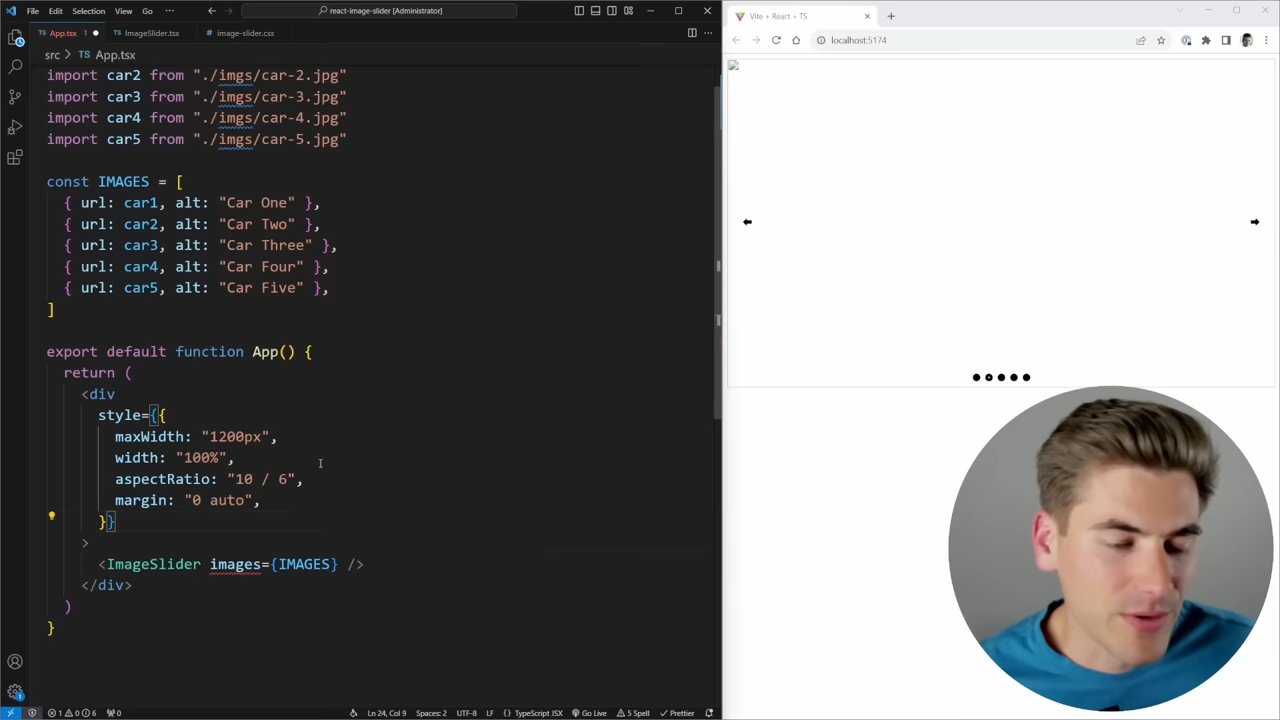 File Edit Selection View Go ··· react-image-slider [Administrator]
App.tsx 1 ImageSlider.tsx image-slider.css
src > App.tsx
import car2 from "./imgs/car-2.jpg"
import car3 from "./imgs/car-3.jpg"
import car4 from "./imgs/car-4.jpg"
import car5 from "./imgs/car-5.jpg"
const IMAGES = [
{ url: car1, alt: "Car One" },
{ url: car2, alt: "Car Two" },
{ url: car3, alt: "Car Three" },
{ url: car4, alt: "Car Four" },
{ url: car5, alt: "Car Five" },
]
export default function App() {
return (
<div
style={{
maxWidth: "1200px",
width: "100%",
aspectRatio: "10 / 6",
margin: "0 auto",
}}
>
<ImageSlider images={IMAGES} />
</div>
)
}
1 0 6 0 Ln 24, Col 9 Spaces: 2 UTF-8 LF TypeScript JSX Go Live 5 Spell Prettier
Vite + React + TS
localhost:5174